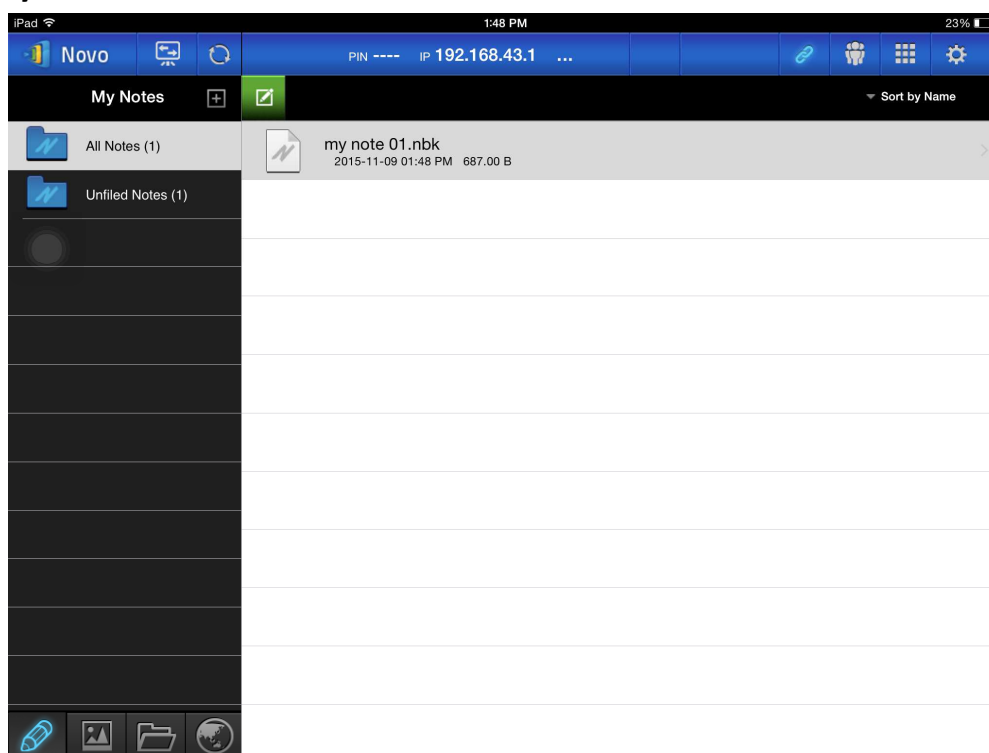 iPad 1:48 PM 23%
Novo PIN ---- IP 192.168.43.1 ...
My Notes Sort by Name
All Notes (1)
my note 01.nbk
2015-11-09 01:48 PM 687.00 B
Unfiled Notes (1)